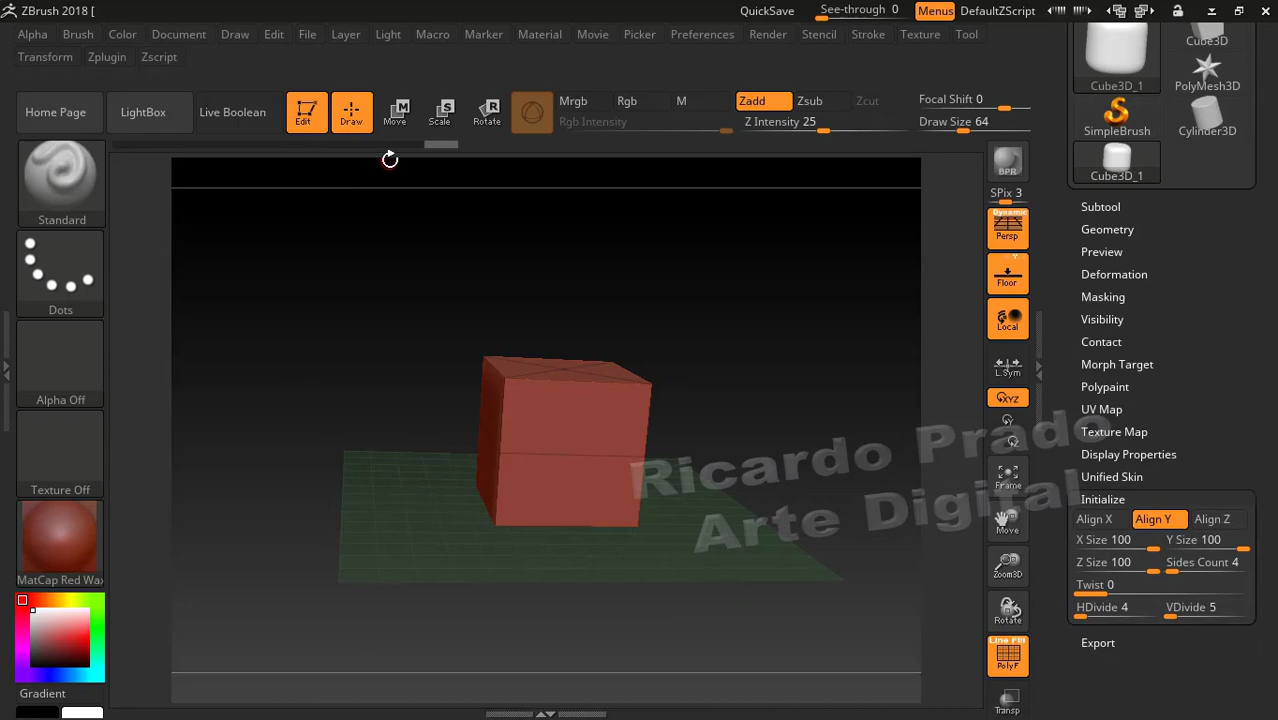 ZBrush 2018 [
QuickSave
See-through 0
Menus
DefaultZScript
Alpha Brush Color Document Draw Edit File Layer Light Macro Marker Material Movie Picker Preferences Render Stencil Stroke Texture Tool
Transform Zplugin Zscript
Home Page
LightBox
Live Boolean
Edit
Draw
Move
Scale
Rotate
Mrgb Rgb M
Rgb Intensity
Zadd Zsub Zcut
Z Intensity 25
Focal Shift 0
Draw Size 64
Standard
Dots
Alpha Off
Texture Off
MatCap Red Wax
Gradient
BPR
SPix 3
Dynamic
Persp
Floor
Local
L.Sym
XYZ
Y
Z
Frame
Move
Zoom3D
Rotate
Line Fill
PolyF
Transp
Cube3D_1
Cube3D
PolyMesh3D
SimpleBrush
Cylinder3D
Cube3D_1
Subtool
Geometry
Preview
Deformation
Masking
Visibility
Contact
Morph Target
Polypaint
UV Map
Texture Map
Display Properties
Unified Skin
Initialize
Align X Align Y Align Z
X Size 100 Y Size 100
Z Size 100 Sides Count 4
Twist 0
HDivide 4 VDivide 5
Export
Ricardo Prado
Arte Digital